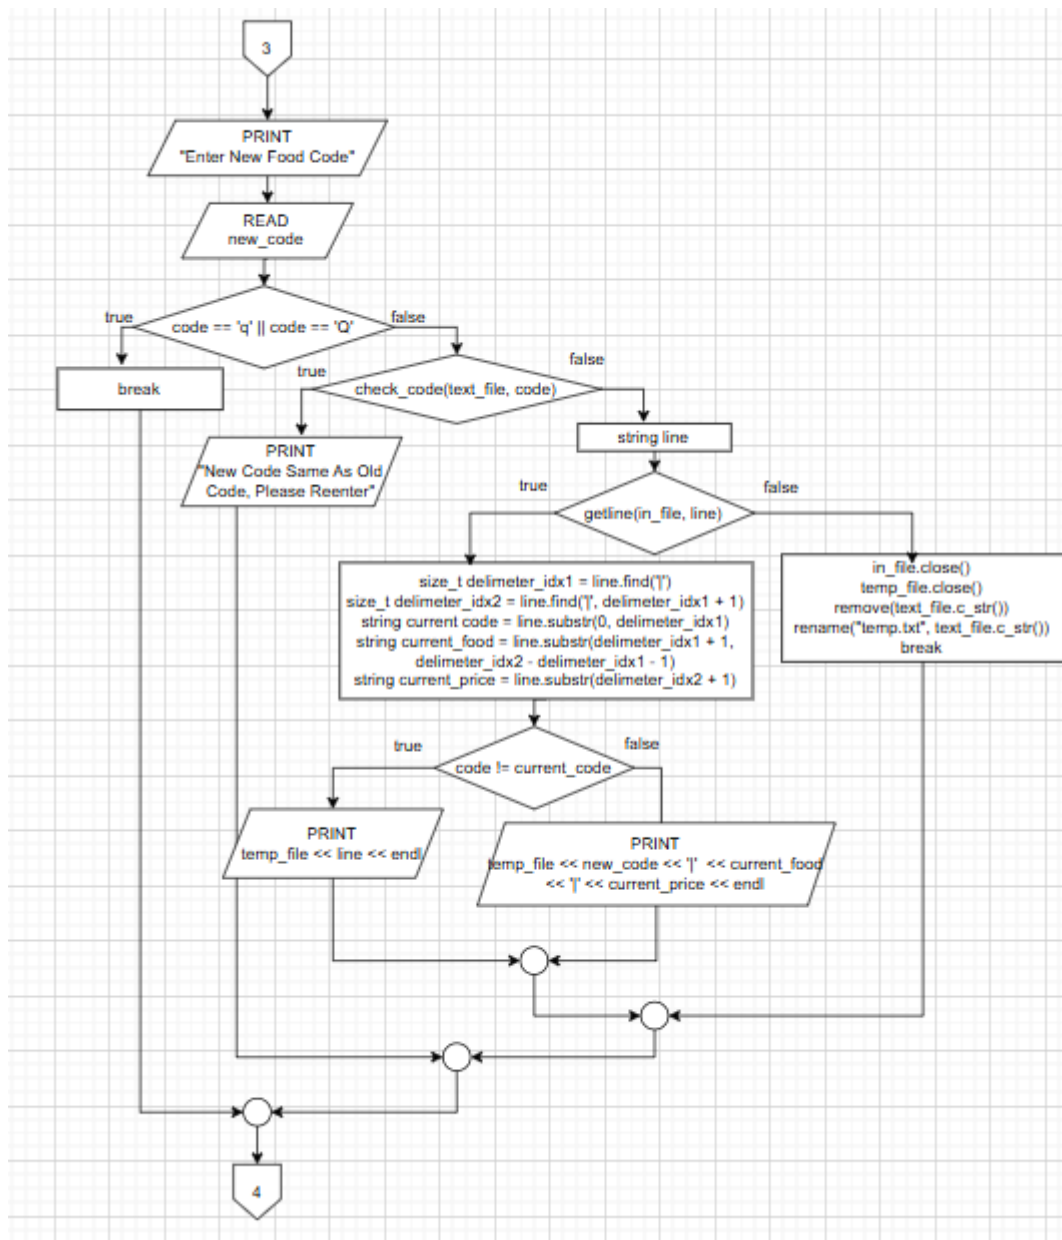 3
PRINT
"Enter New Food Code"
READ
new_code
true
code == 'q' || code == 'Q'
false
break
true
check_code(text_file, code)
false
PRINT
"New Code Same As Old
Code, Please Reenter"
string line
true
getline(in_file, line)
false
size_t delimeter_idx1 = line.find('|')
size_t delimeter_idx2 = line.find('|', delimeter_idx1 + 1)
string current code = line.substr(0, delimeter_idx1)
string current_food = line.substr(delimeter_idx1 + 1,
delimeter_idx2 - delimeter_idx1 - 1)
string current_price = line.substr(delimeter_idx2 + 1)
in_file.close()
temp_file.close()
remove(text_file.c_str())
rename("temp.txt", text_file.c_str())
break
true
code != current_code
false
PRINT
temp_file << line << endl
PRINT
temp_file << new_code << '|' << current_food
<< '|' << current_price << endl
4